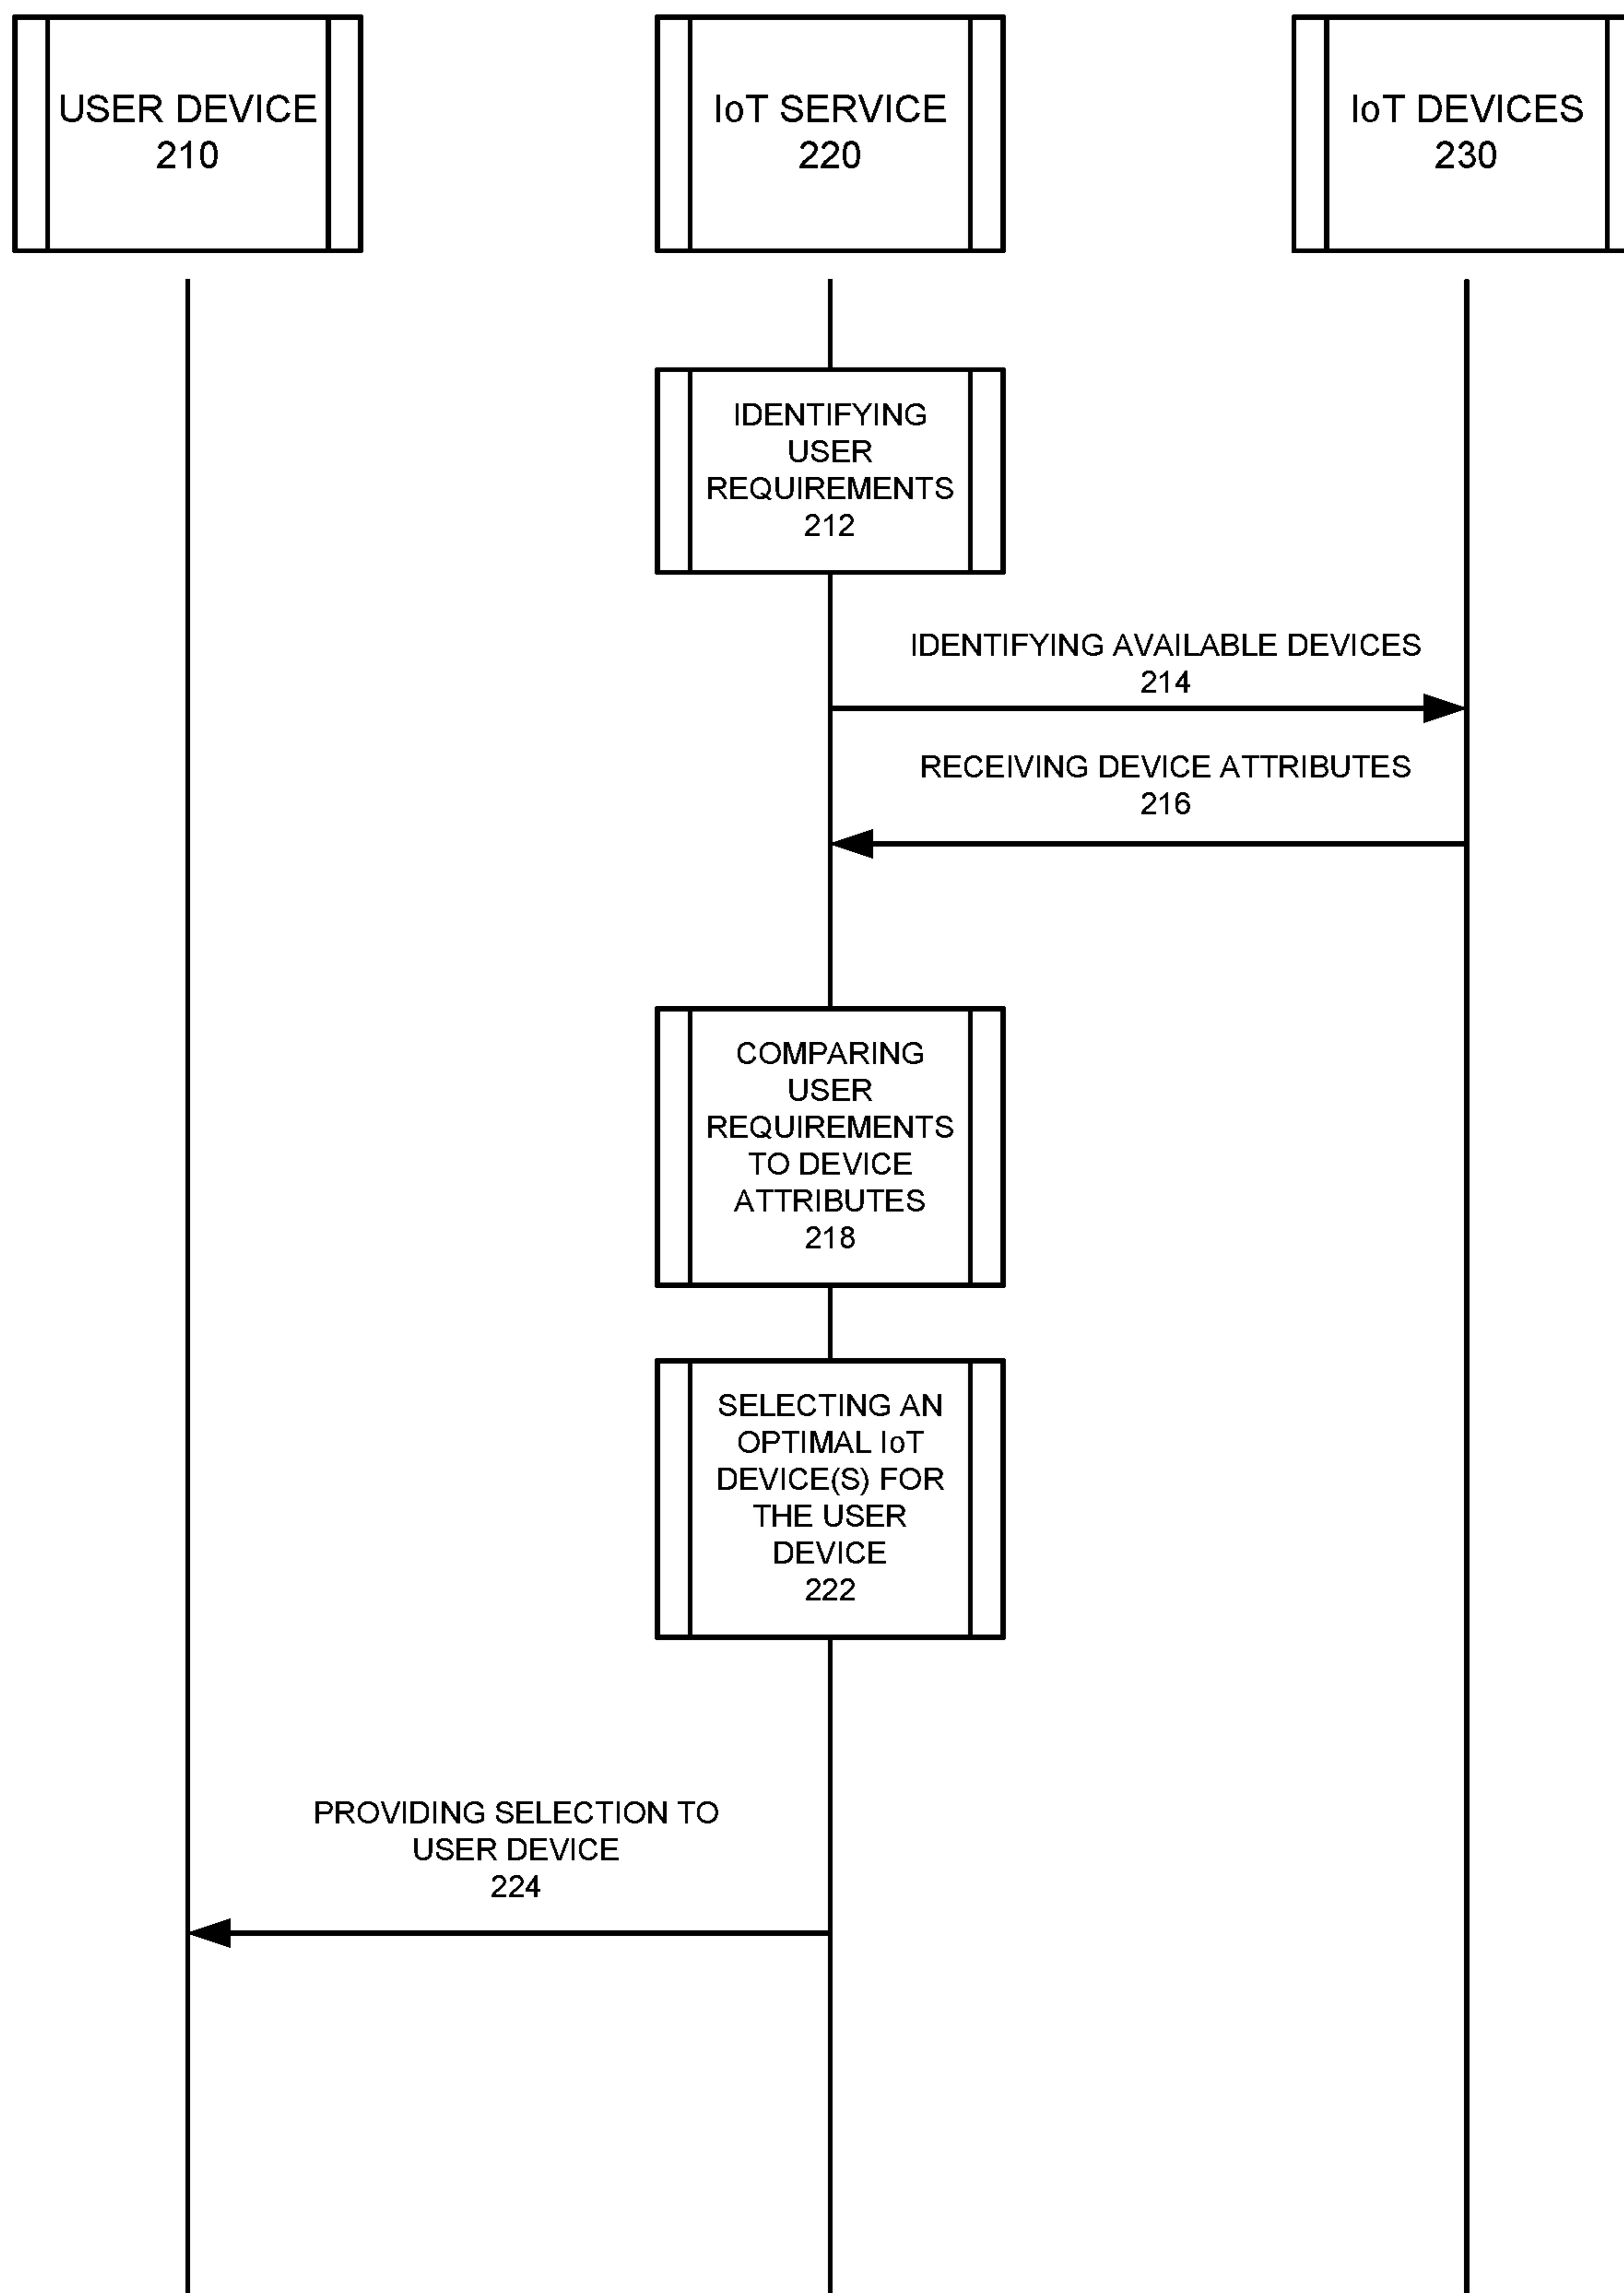 USER DEVICE
210
IoT SERVICE
220
IoT DEVICES
230
IDENTIFYING
USER
REQUIREMENTS
212
IDENTIFYING AVAILABLE DEVICES
214
RECEIVING DEVICE ATTRIBUTES
216
COMPARING
USER
REQUIREMENTS
TO DEVICE
ATTRIBUTES
218
SELECTING AN
OPTIMAL IoT
DEVICE(S) FOR
THE USER
DEVICE
222
PROVIDING SELECTION TO
USER DEVICE
224